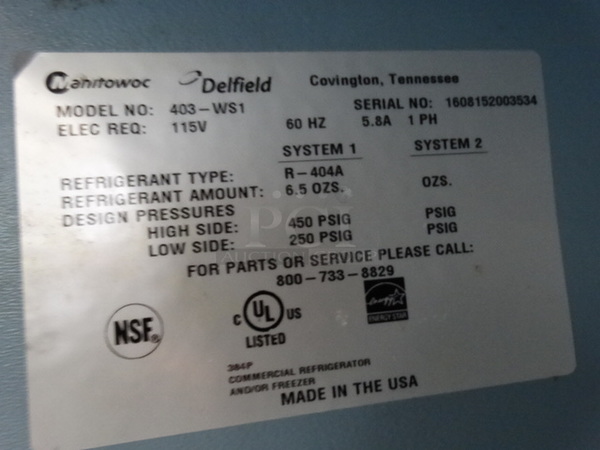 Manitowoc Delfield Covington, Tennessee
MODEL NO: 403-WS1 SERIAL NO: 1608152003534
ELEC REQ: 115V 60 HZ 5.8A 1 PH
SYSTEM 1 SYSTEM 2
REFRIGERANT TYPE: R-404A
REFRIGERANT AMOUNT: 6.5 OZS. OZS.
DESIGN PRESSURES
HIGH SIDE: 450 PSIG PSIG
LOW SIDE: 250 PSIG PSIG
FOR PARTS OR SERVICE PLEASE CALL:
800-733-8829
NSF®
C UL US
LISTED
ENERGY STAR
384P
COMMERCIAL REFRIGERATOR
AND/OR FREEZER
MADE IN THE USA
PCI